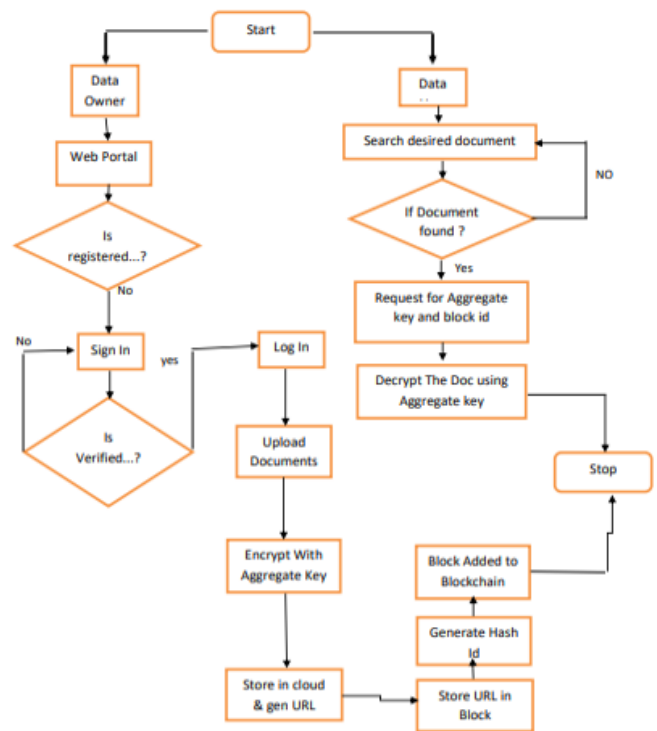 Start
Data
Owner
Web Portal
Is
registered...?
No
No
Sign In
yes
Is
Verified...?
Log In
Upload
Documents
Encrypt With
Aggregate Key
Store in cloud
& gen URL
Store URL in
Block
Generate Hash
Id
Block Added to
Blockchain
Data
Search desired document
NO
If Document
found ?
Yes
Request for Aggregate
key and block id
Decrypt The Doc using
Aggregate key
Stop